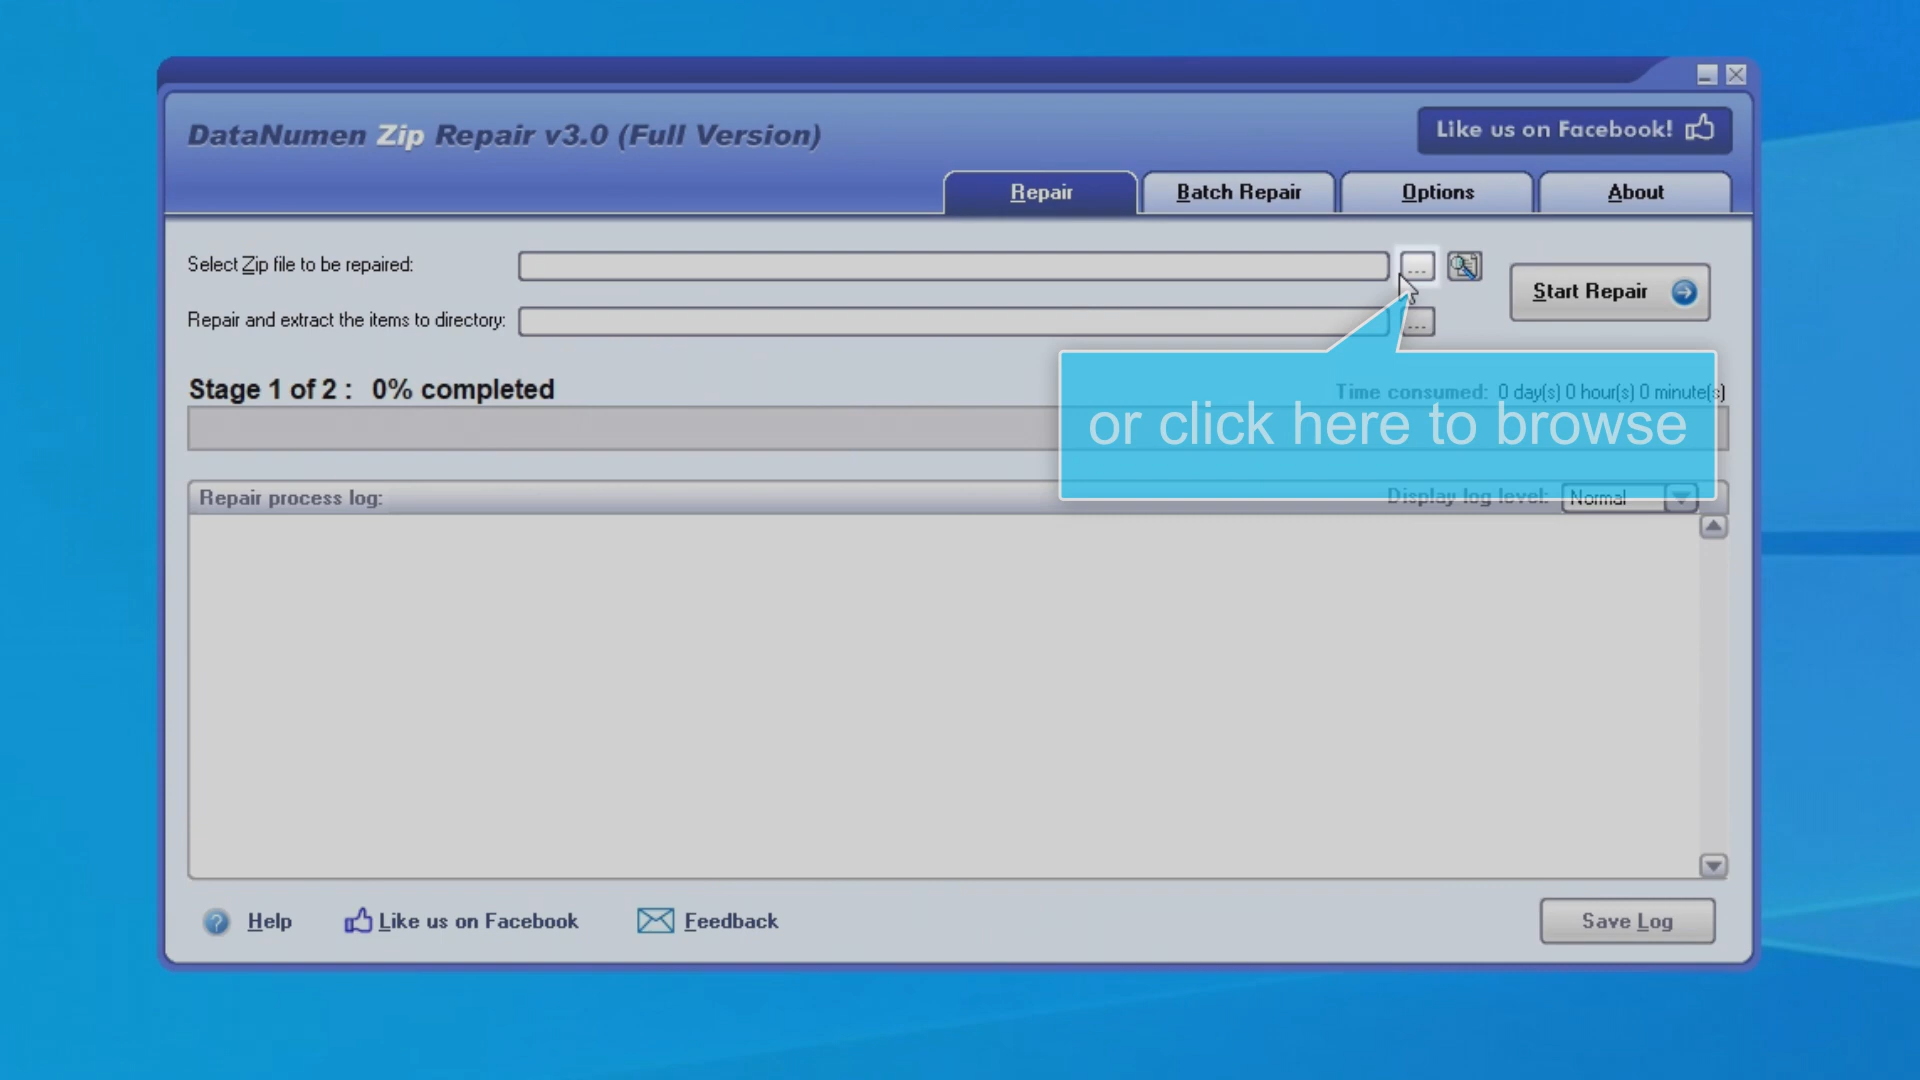 DataNumen Zip Repair v3.0 (Full Version)
Like us on Facebook!
Repair
Batch Repair
Options
About
Select Zip file to be repaired:
...
Start Repair
Repair and extract the items to directory:
...
Stage 1 of 2 : 0% completed
Time consumed: 0 day(s) 0 hour(s) 0 minute(s)
or click here to browse
Repair process log:
Display log level: Normal
Help
Like us on Facebook
Feedback
Save Log